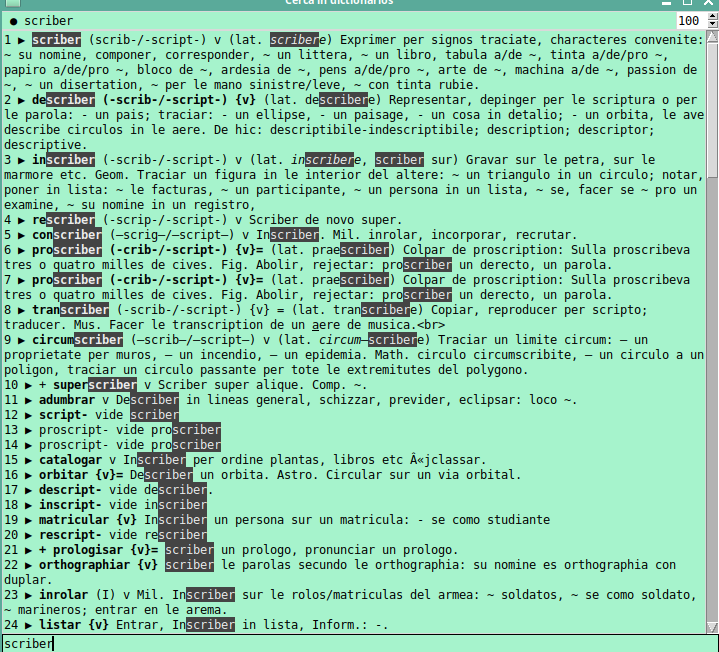 Cerca in dictionarios
● scriber 100
1 ▶ scriber (scrib-/-script-) v (lat. scribere) Exprimer per signos traciate, characteres convenite:
~ su nomine, componer, corresponder, ~ un littera, ~ un libro, tabula a/de ~, tinta a/de/pro ~,
papiro a/de/pro ~, bloco de ~, ardesia de ~, pens a/de/pro ~, arte de ~, machina a/de ~, passion de
~, ~ un disertation, ~ per le mano sinistre/leve, ~ con tinta rubie.
2 ▶ describer (-scrib-/-script-) {v} (lat. describere) Representar, depinger per le scriptura o per
le parola: - un pais; traciar: - un ellipse, - un paisage, - un cosa in detalio; - un orbita, le ave
describe circulos in le aere. De hic: descriptibile-indescriptibile; description; descriptor;
descriptive.
3 ▶ inscriber (-scrib-/-script-) v (lat. inscribere, scriber sur) Gravar sur le petra, sur le
marmore etc. Geom. Traciar un figura in le interior del altere: ~ un triangulo in un circulo; notar,
poner in lista: ~ le facturas, ~ un participante, ~ un persona in un lista, ~ se, facer se ~ pro un
examine, ~ su nomine in un registro,
4 ▶ rescriber (-scrip-/-script-) v Scriber de novo super.
5 ▶ conscriber (—scrig—/—script—) v Inscriber. Mil. inrolar, incorporar, recrutar.
6 ▶ proscriber (-crib-/-script-) {v}= (lat. praescriber) Colpar de proscription: Sulla proscribeva
tres o quatro milles de cives. Fig. Abolir, rejectar: proscriber un derecto, un parola.
7 ▶ proscriber (-crib-/-script-) {v}= (lat. praescriber) Colpar de proscription: Sulla proscribeva
tres o quatro milles de cives. Fig. Abolir, rejectar: proscriber un derecto, un parola.
8 ▶ transcriber (-scrib-/-script-) {v} = (lat. transcribere) Copiar, reproducer per scripto;
traducer. Mus. Facer le transcription de un aere de musica.<br>
9 ▶ circumscriber (—scrib—/—script—) v (lat. circum—scribere) Traciar un limite circum: — un
proprietate per muros, — un incendio, — un epidemia. Math. circulo circumscribite, — un circulo a un
poligon, traciar un circulo passante per tote le extremitutes del polygono.
10 ▶ + superscriber v Scriber super alique. Comp. ~.
11 ▶ adumbrar v Describer in lineas general, schizzar, previder, eclipsar: loco ~.
12 ▶ script- vide scriber
13 ▶ proscript- vide proscriber
14 ▶ proscript- vide proscriber
15 ▶ catalogar v Inscriber per ordine plantas, libros etc Â«jclassar.
16 ▶ orbitar {v}= Describer un orbita. Astro. Circular sur un via orbital.
17 ▶ descript- vide describer.
18 ▶ inscript- vide inscriber
19 ▶ matricular {v} Inscriber un persona sur un matricula: - se como studiante
20 ▶ rescript- vide rescriber
21 ▶ + prologisar {v}= scriber un prologo, pronunciar un prologo.
22 ▶ orthographiar {v} scriber le parolas secundo le orthographia: su nomine es orthographia con
duplar.
23 ▶ inrolar (I) v Mil. Inscriber sur le rolos/matriculas del armea: ~ soldatos, ~ se como soldato,
~ marineros; entrar en le arema.
24 ▶ listar {v} Entrar, Inscriber in lista, Inform.: -.
scriber